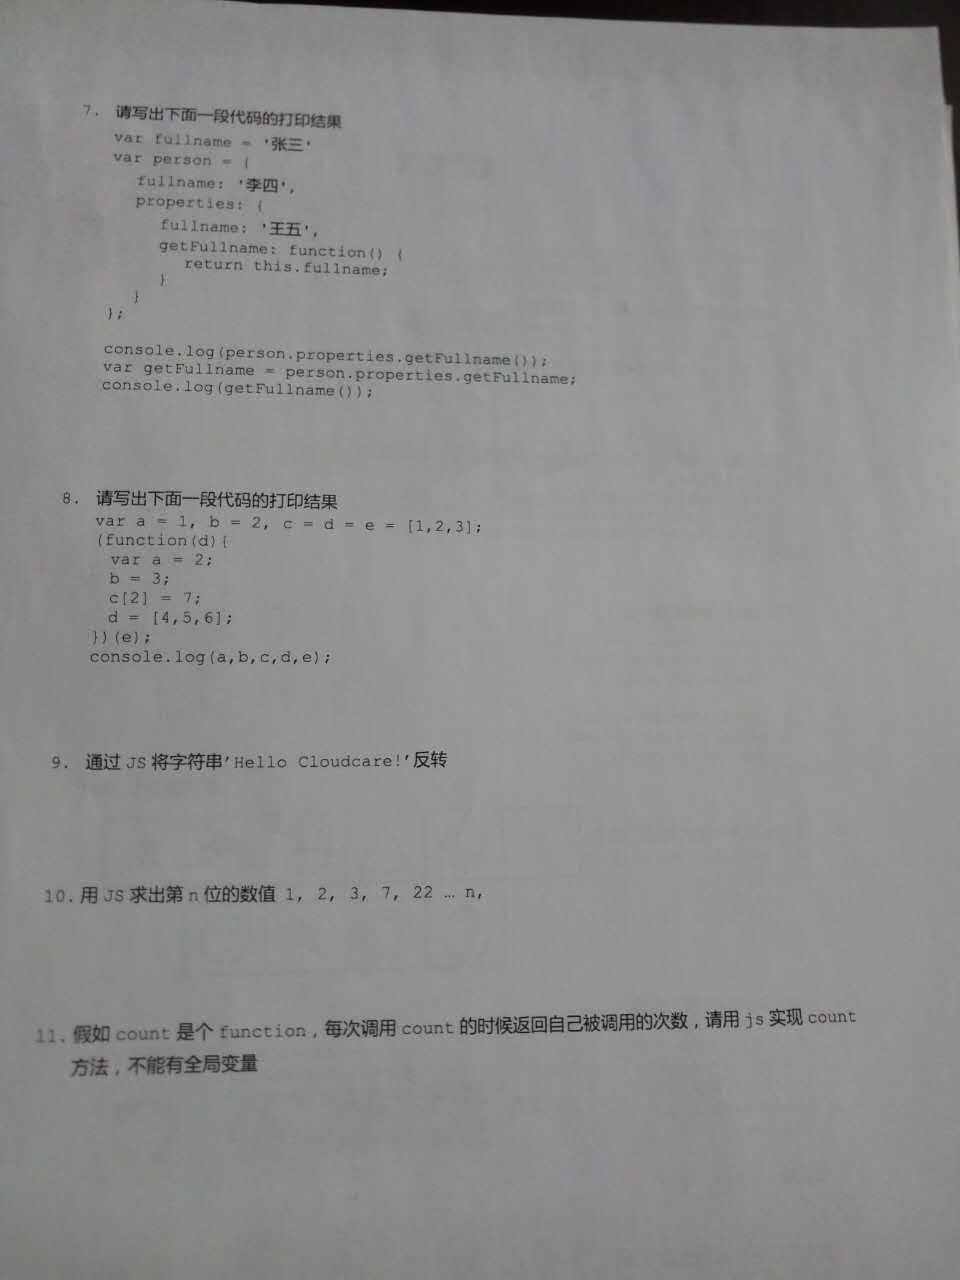 7. 请写出下面一段代码的打印结果
var fullname = '张三'
var person = {
fullname: '李四',
properties: {
fullname: '王五',
getFullname: function() {
return this.fullname;
}
}
};
console.log(person.properties.getFullname());
var getFullname = person.properties.getFullname;
console.log(getFullname());
8. 请写出下面一段代码的打印结果
var a = 1, b = 2, c = d = e = [1,2,3];
(function(d){
var a = 2;
b = 3;
c[2] = 7;
d = [4,5,6];
})(e);
console.log(a,b,c,d,e);
9. 通过 JS 将字符串'Hello Cloudcare!'反转
10. 用 JS 求出第 n 位的数值 1, 2, 3, 7, 22 … n,
11. 假如 count 是个 function，每次调用 count 的时候返回自己被调用的次数，请用 js 实现 count
方法，不能有全局变量